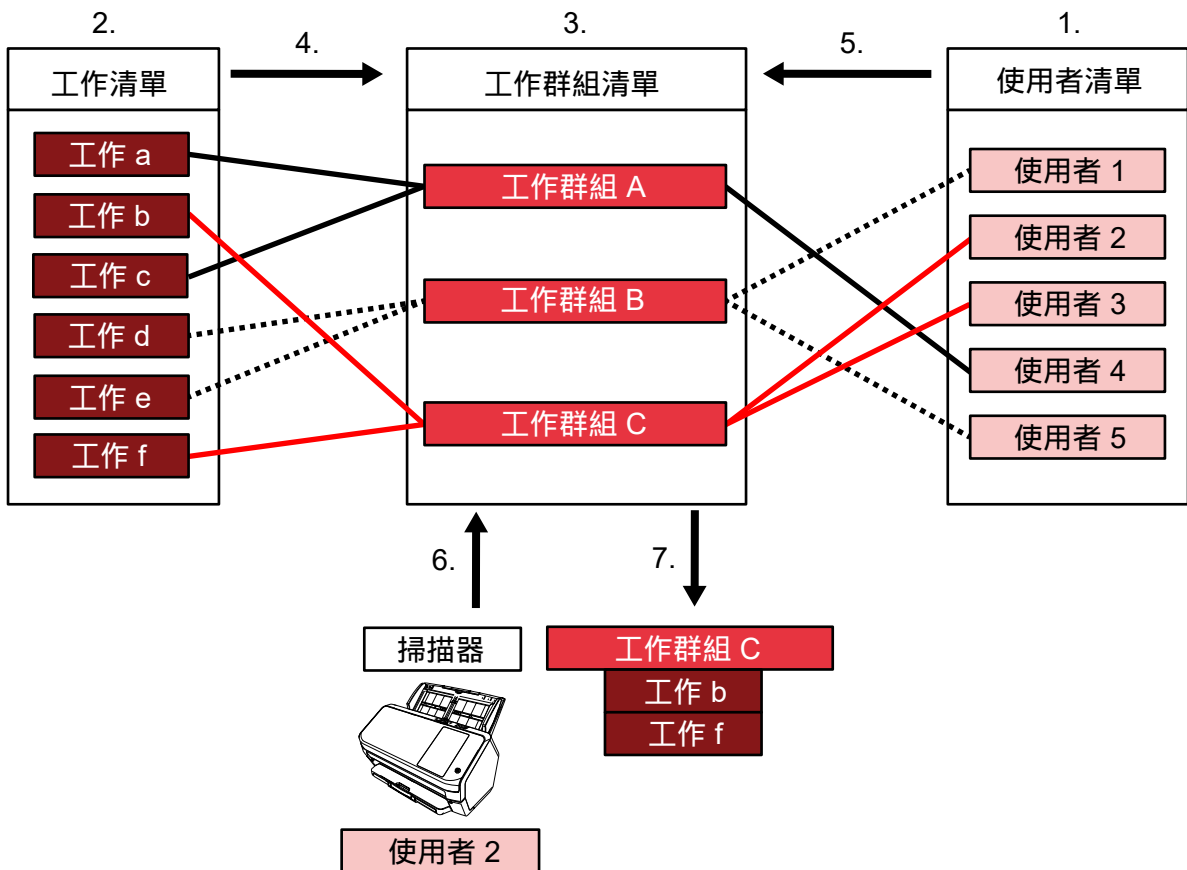 2.
4.
3.
5.
1.
工作清單
工作群組清單
使用者清單
工作 a
工作 b
工作 c
工作 d
工作 e
工作 f
工作群組 A
工作群組 B
工作群組 C
使用者 1
使用者 2
使用者 3
使用者 4
使用者 5
6.
7.
掃描器
使用者 2
工作群組 C
工作 b
工作 f